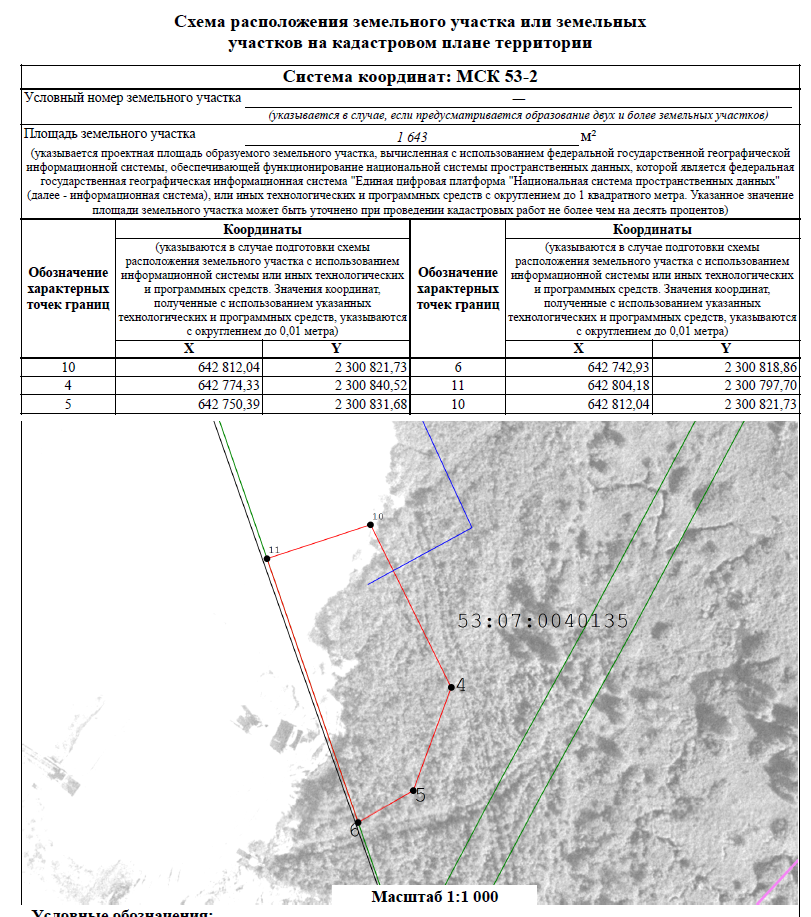 Схема расположения земельного участка или земельных
участков на кадастровом плане территории
Система координат: МСК 53-2
Условный номер земельного участка —
(указывается в случае, если предусматривается образование двух и более земельных участков)
Площадь земельного участка 1 643 м²
(указывается проектная площадь образуемого земельного участка, вычисленная с использованием федеральной государственной географической
информационной системы, обеспечивающей функционирование национальной системы пространственных данных, которой является федеральная
государственная географическая информационная система "Единая цифровая платформа "Национальная система пространственных данных"
(далее - информационная система), или иных технологических и программных средств с округлением до 1 квадратного метра. Указанное значение
площади земельного участка может быть уточнено при проведении кадастровых работ не более чем на десять процентов)
Обозначение
характерных
точек границ
Координаты
(указываются в случае подготовки схемы
расположения земельного участка с использованием
информационной системы или иных технологических
и программных средств. Значения координат,
полученные с использованием указанных
технологических и программных средств, указываются
с округлением до 0,01 метра)
X Y
Обозначение
характерных
точек границ
Координаты
(указываются в случае подготовки схемы
расположения земельного участка с использованием
информационной системы или иных технологических
и программных средств. Значения координат,
полученные с использованием указанных
технологических и программных средств, указываются
с округлением до 0,01 метра)
X Y
10 642 812,04 2 300 821,73 6 642 742,93 2 300 818,86
4 642 774,33 2 300 840,52 11 642 804,18 2 300 797,70
5 642 750,39 2 300 831,68 10 642 812,04 2 300 821,73
10
11
53:07:0040135
4
5
6
Масштаб 1:1 000
Условные обозначения: